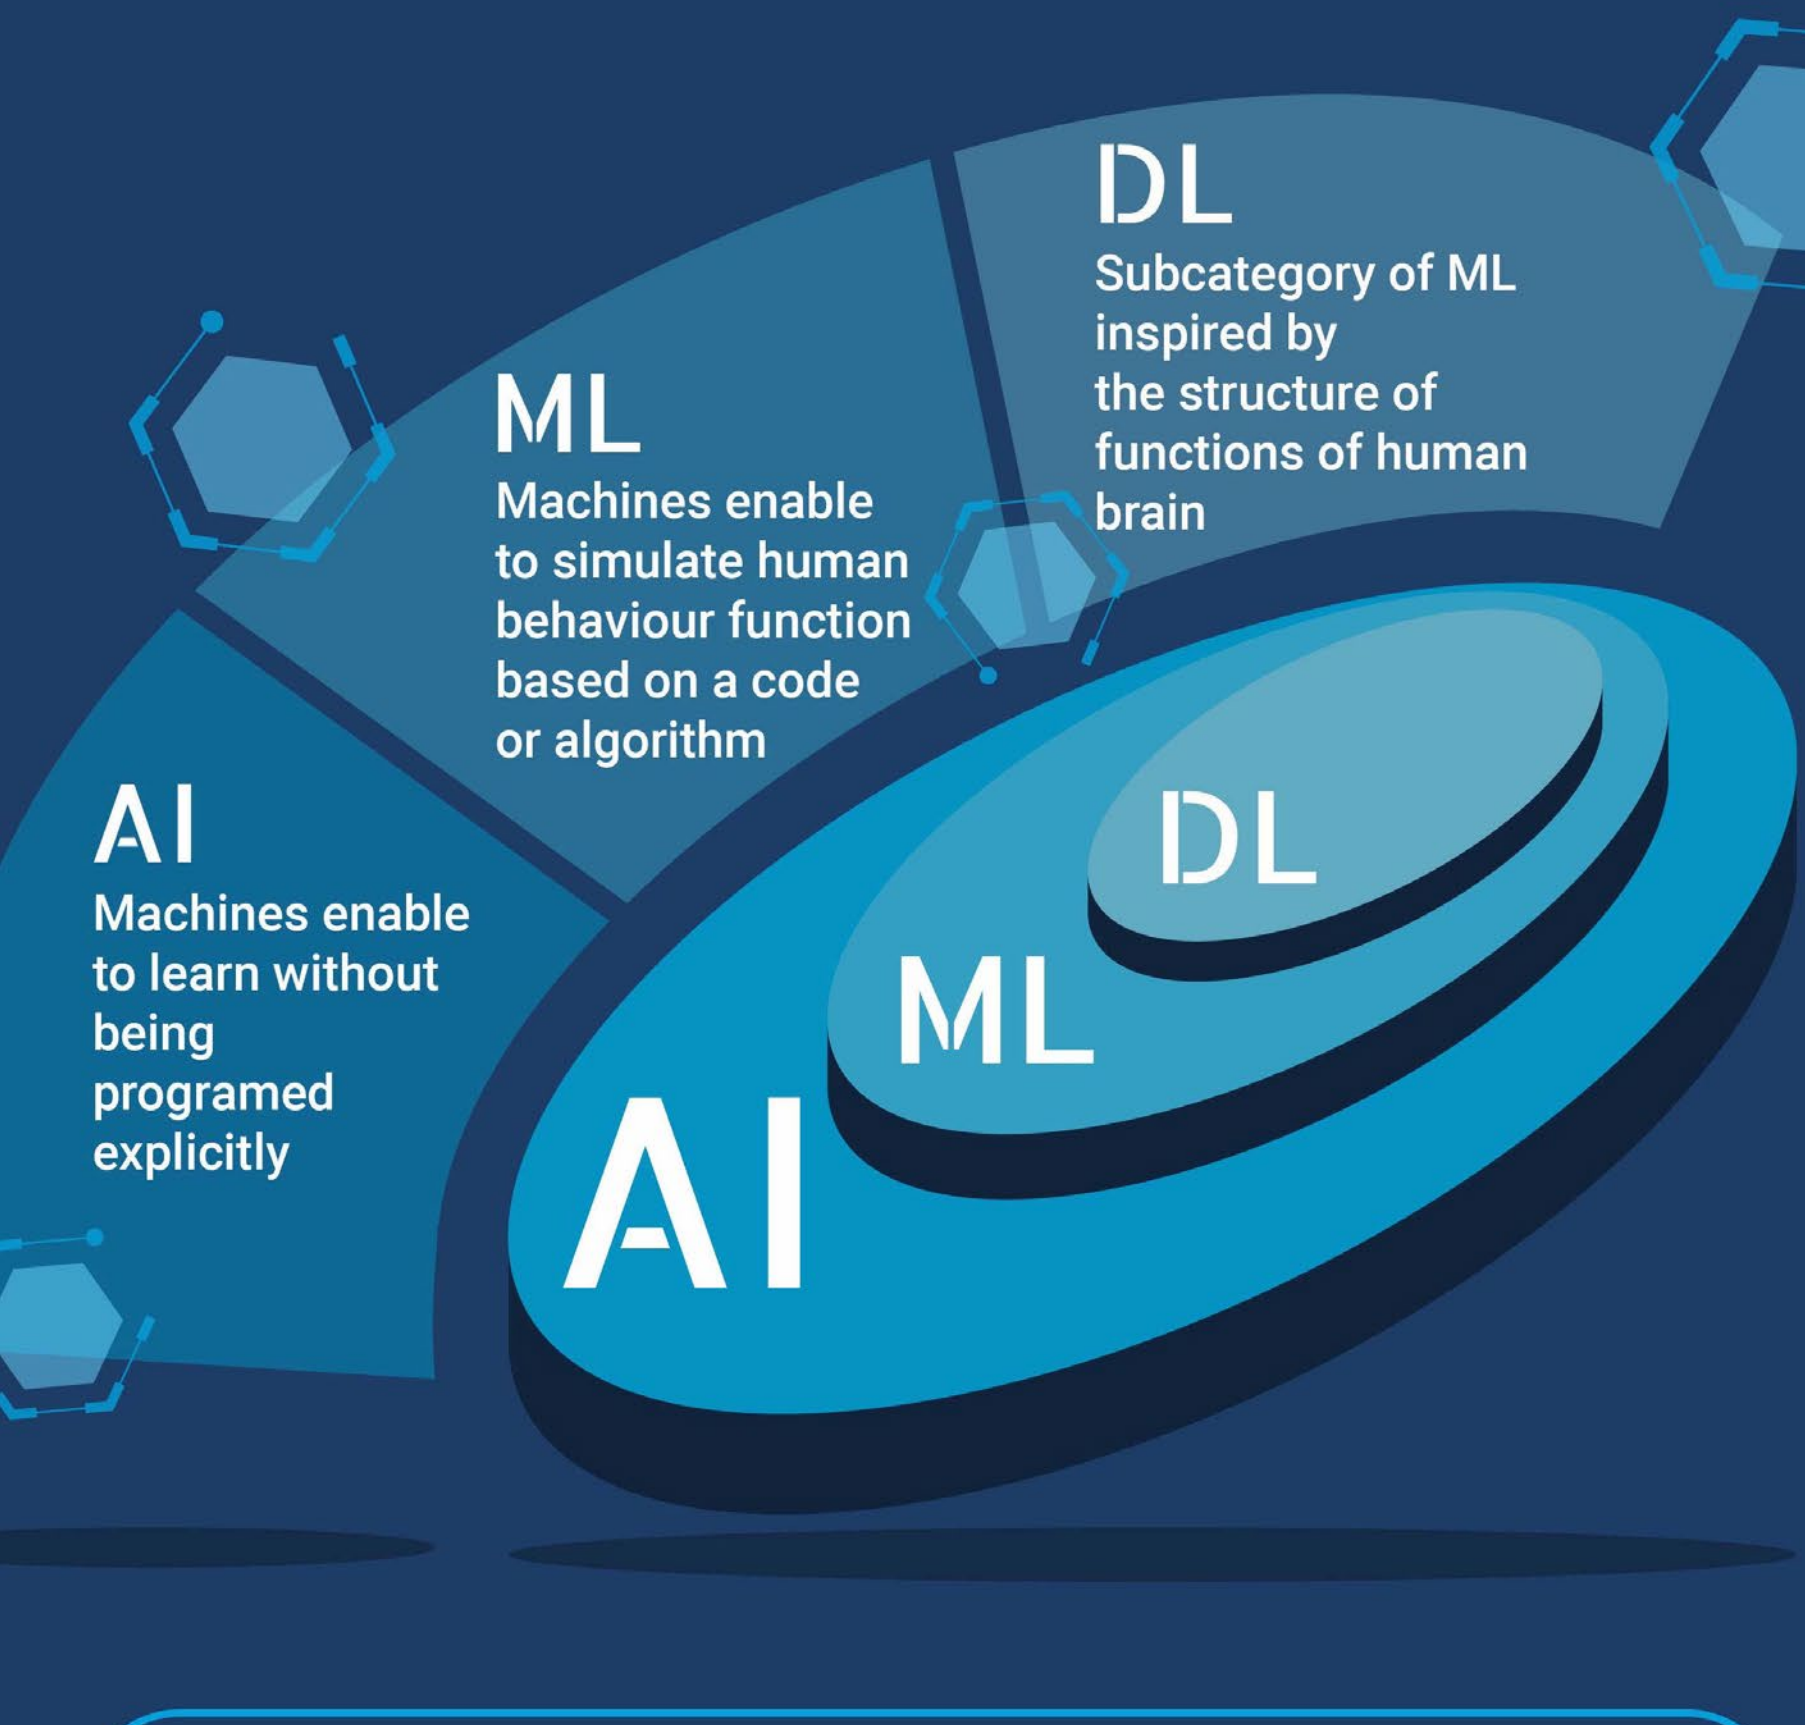 DL
Subcategory of ML
inspired by
the structure of
functions of human
brain
ML
Machines enable
to simulate human
behaviour function
based on a code
or algorithm
AI
Machines enable
to learn without
being
programed
explicitly
DL
ML
AI